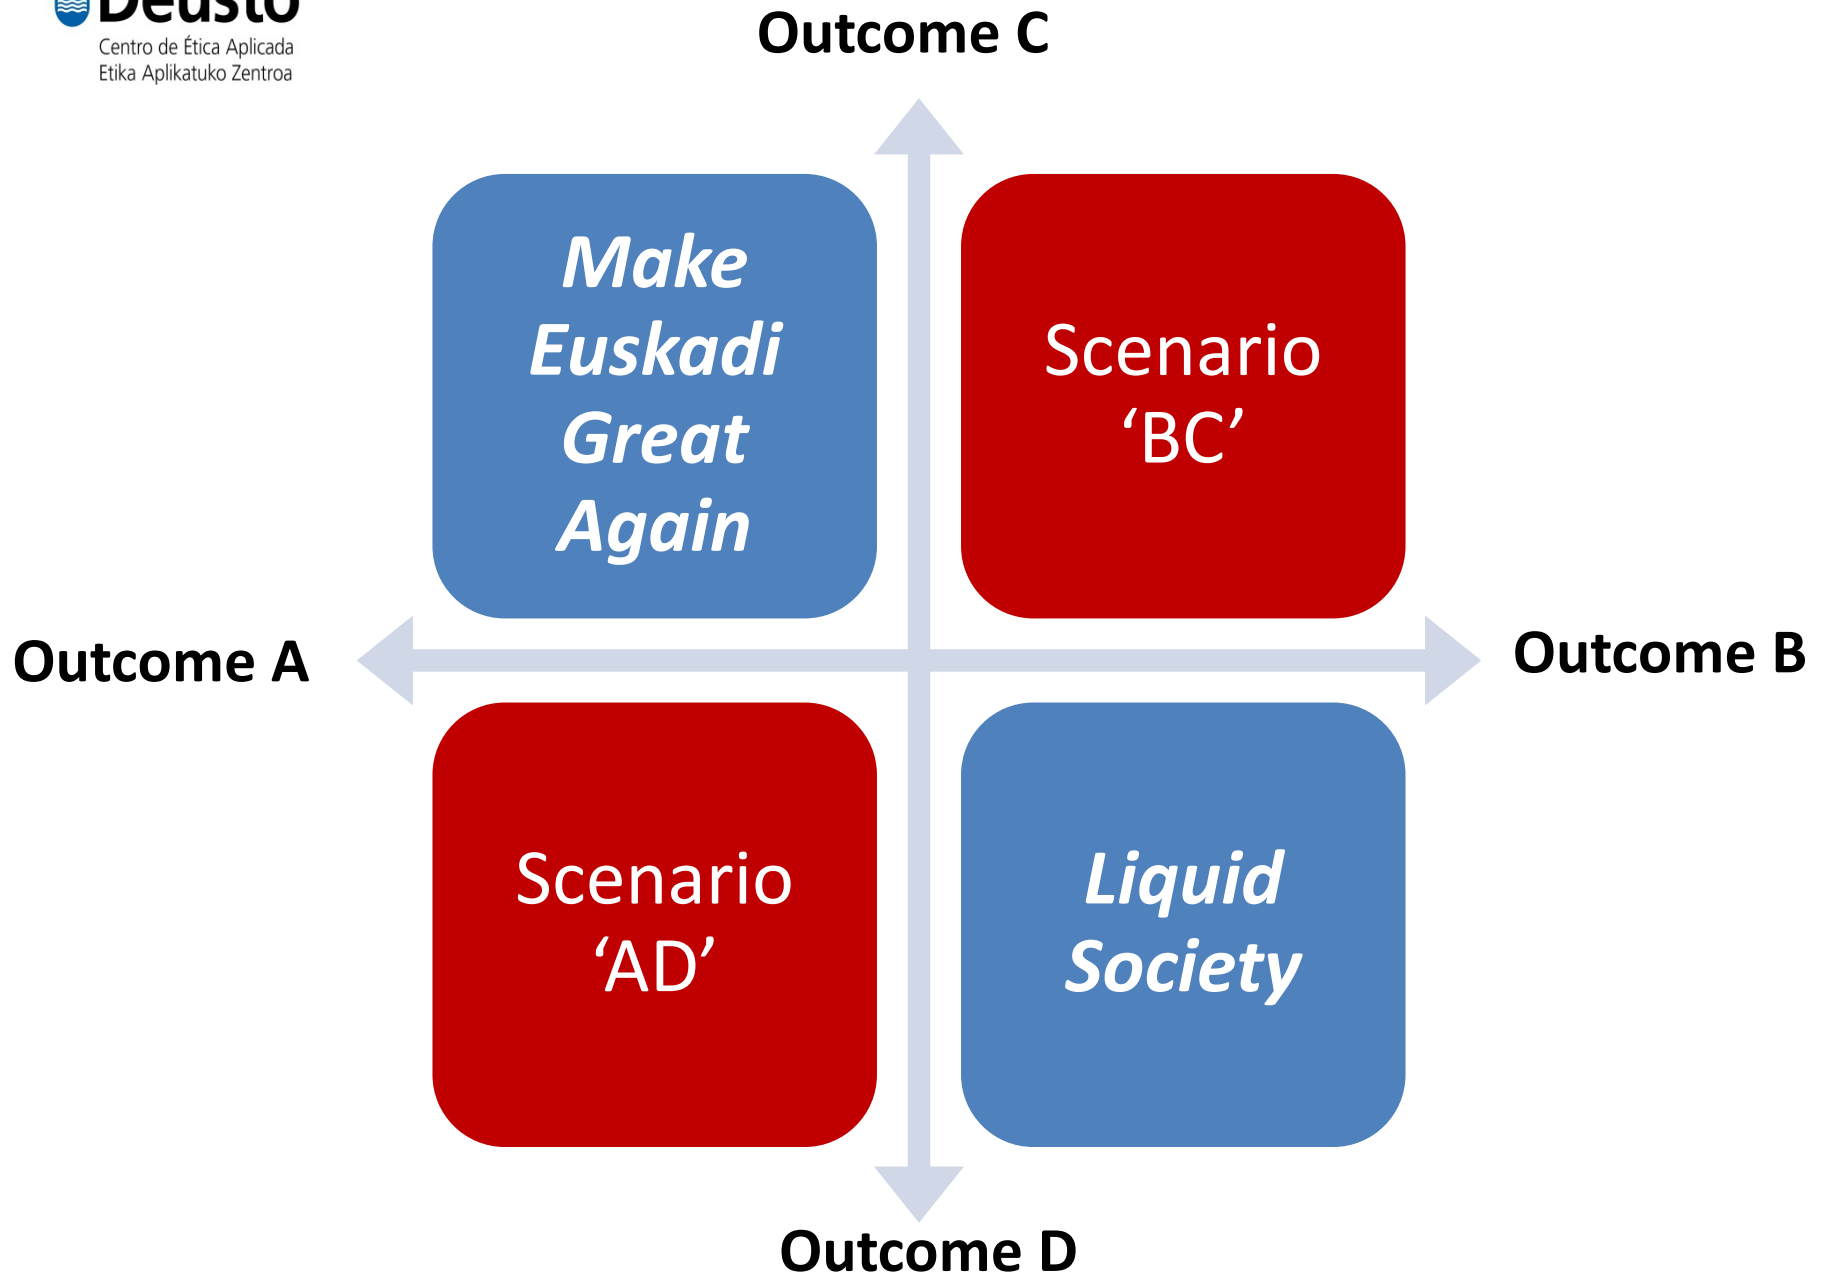 Deusto
Centro de Ética Aplicada
Etika Aplikatuko Zentroa
Outcome C
Make
Euskadi
Great
Again
Scenario
‘BC’
Outcome A
Outcome B
Scenario
‘AD’
Liquid
Society
Outcome D